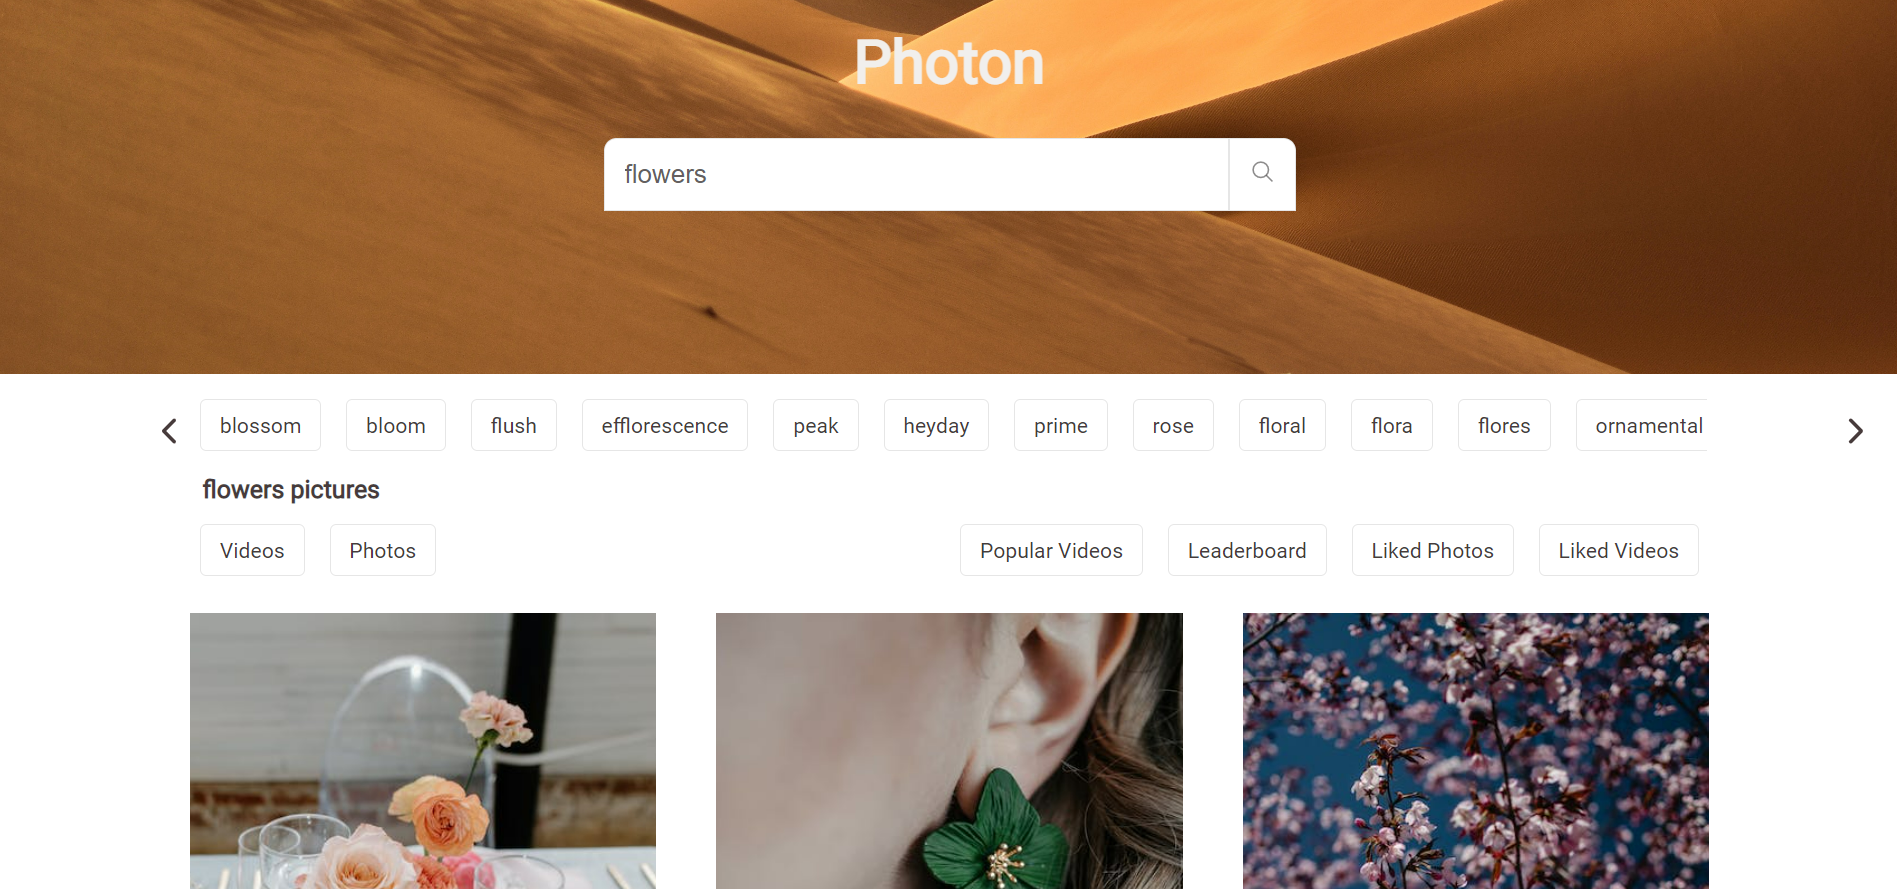 Photon
flowers
blossom bloom flush efflorescence peak heyday prime rose floral flora flores ornamental
flowers pictures
Videos Photos Popular Videos Leaderboard Liked Photos Liked Videos